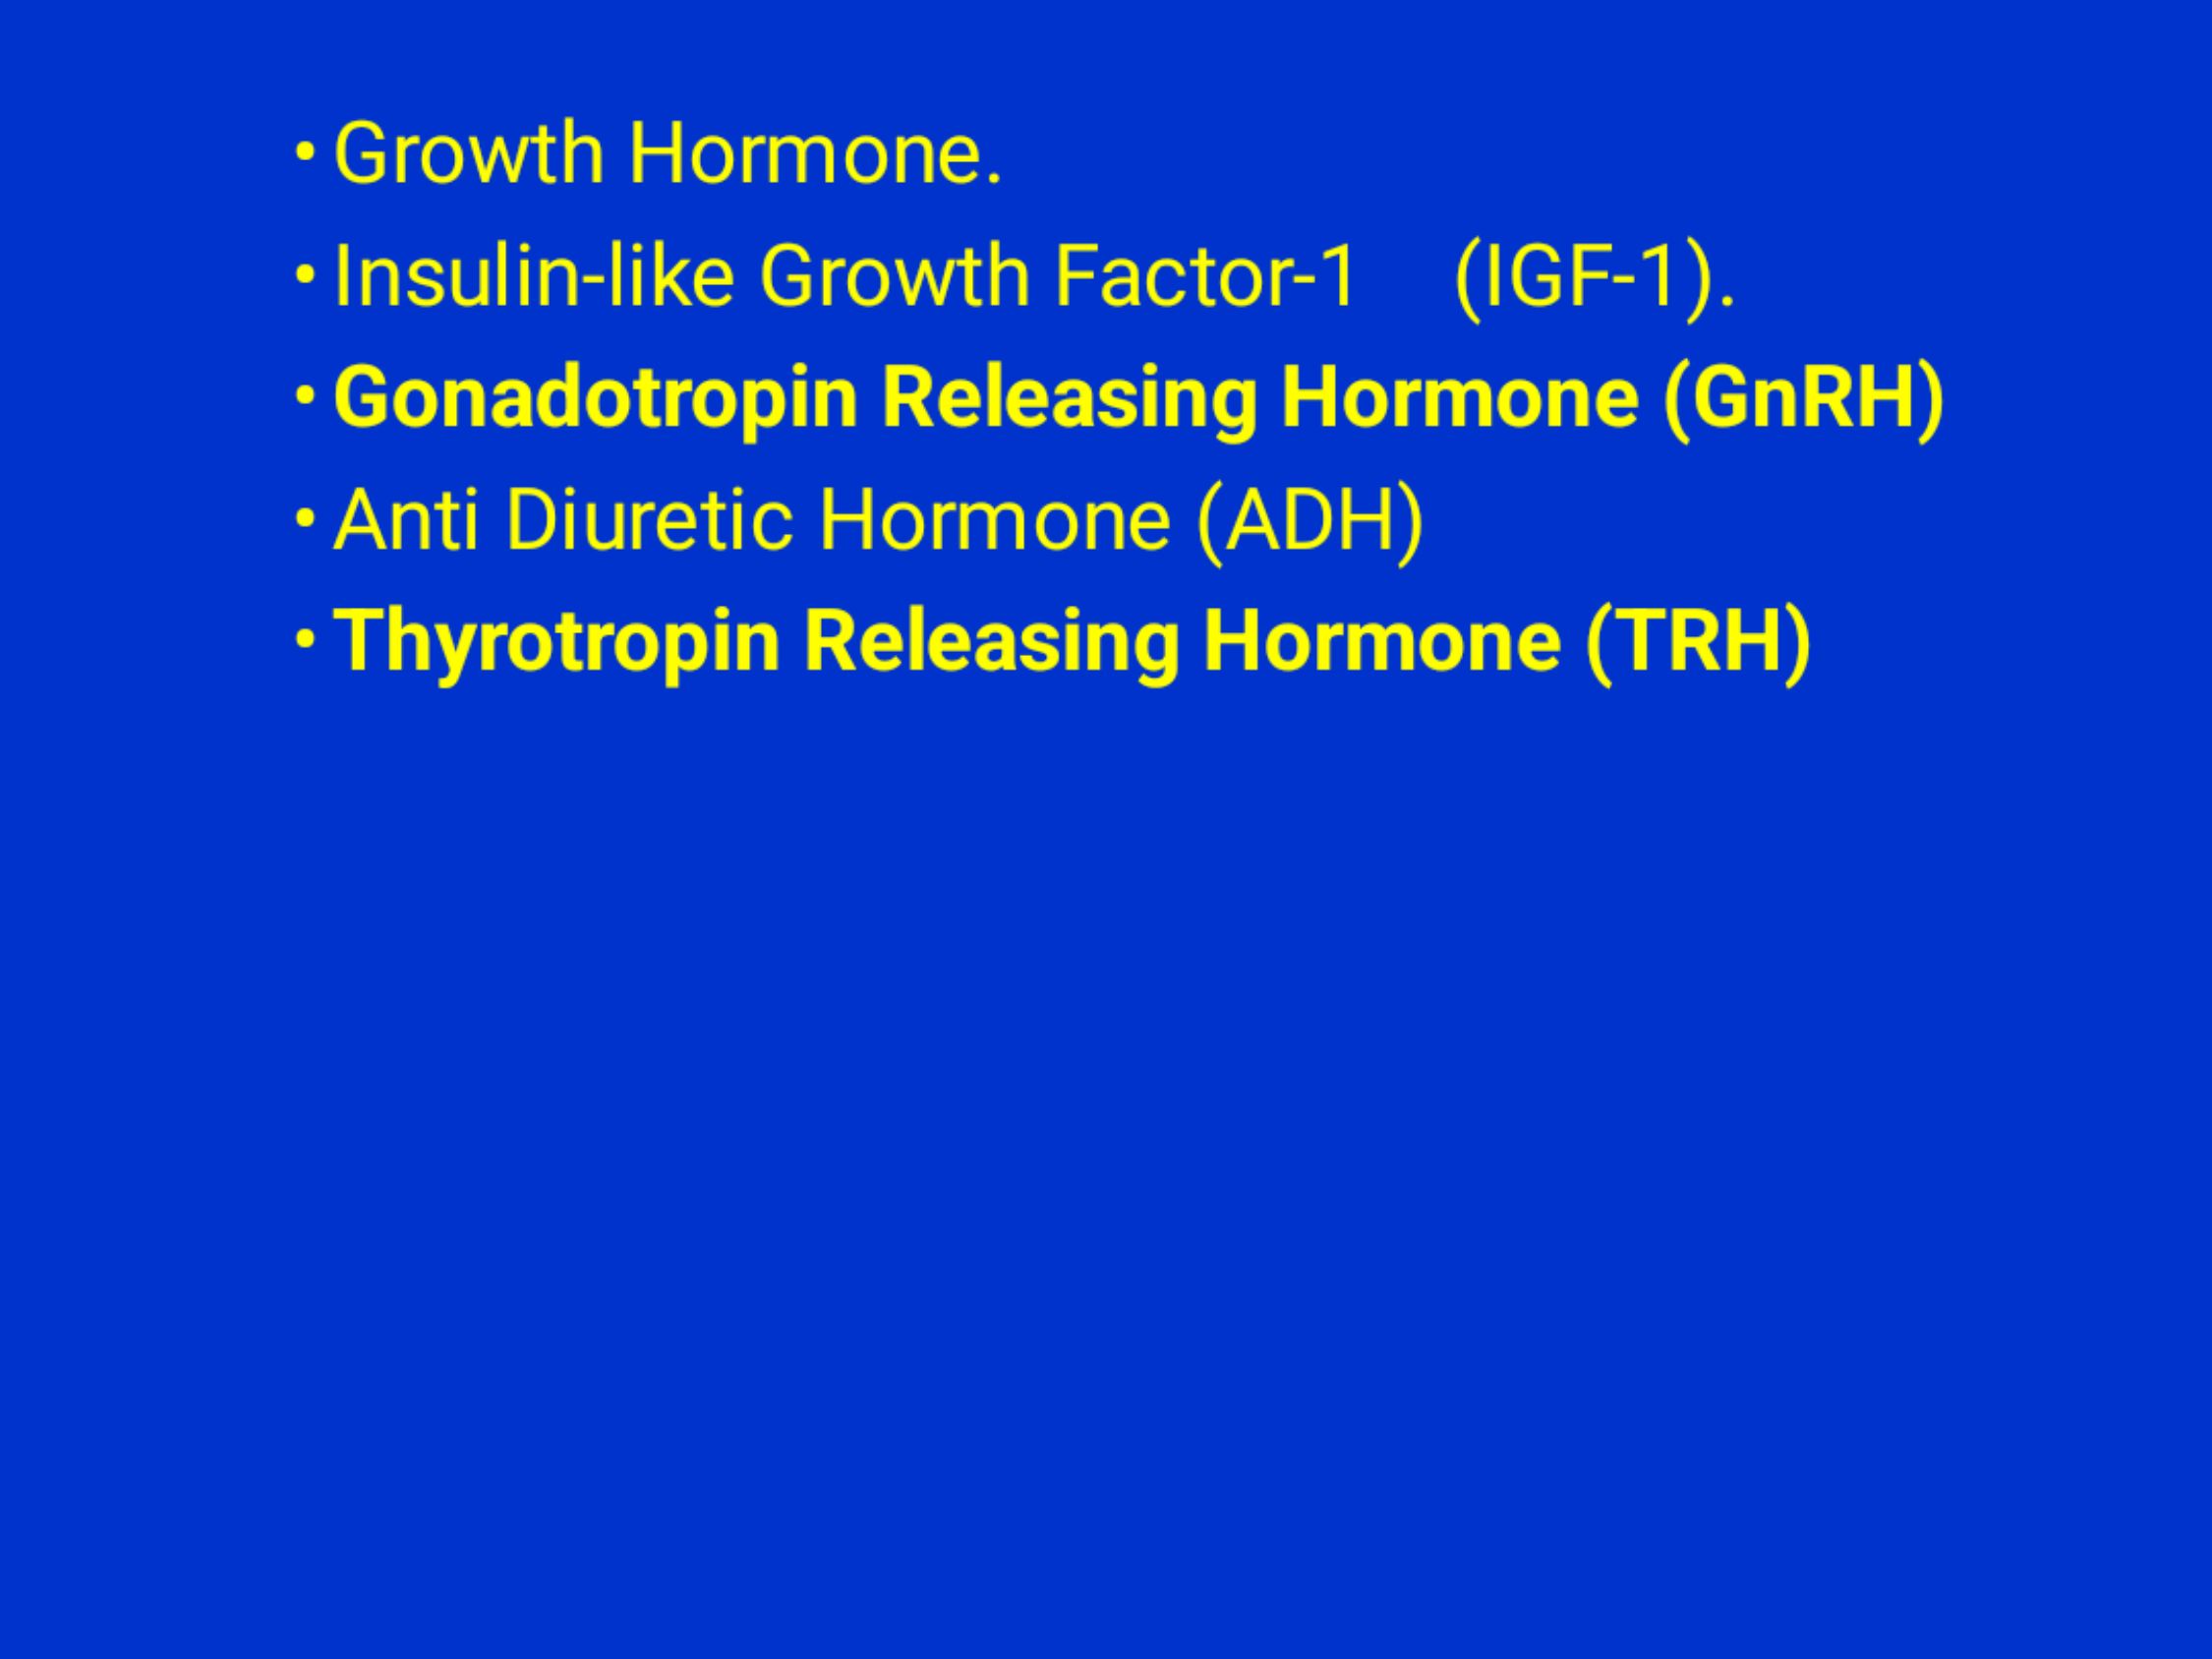 • Growth Hormone.
• Insulin-like Growth Factor-1    (IGF-1).
• Gonadotropin Releasing Hormone (GnRH)
• Anti Diuretic Hormone (ADH)
• Thyrotropin Releasing Hormone (TRH)